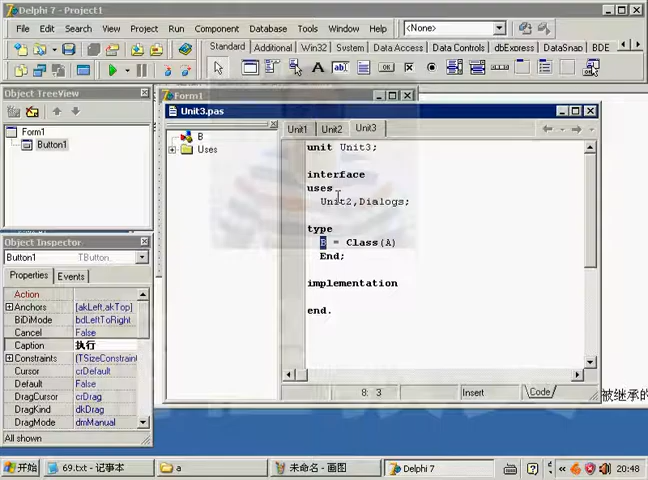 Delphi 7 - Project1
File Edit Search View Project Run Component Database Tools Window Help <None>
Standard Additional Win32 System Data Access Data Controls dbExpress DataSnap BDE
Object TreeView
Form1
Button1
Form1
Unit3.pas
B
Uses
Unit1 Unit2 Unit3
unit Unit3;
interface
uses
Unit2,Dialogs;
type
B = Class(A)
End;
implementation
end.
8: 3 Insert Code
Object Inspector
Button1 TButton
Properties Events
Action
Anchors [akLeft,akTop]
BiDiMode bdLeftToRight
Cancel False
Caption 执行
Constraints (TSizeConstraint
Cursor crDefault
Default False
DragCursor crDrag
DragKind dkDrag
DragMode dmManual
All shown
被继承的
开始 69.txt - 记事本 a 未命名 - 画图 Delphi 7 20:48